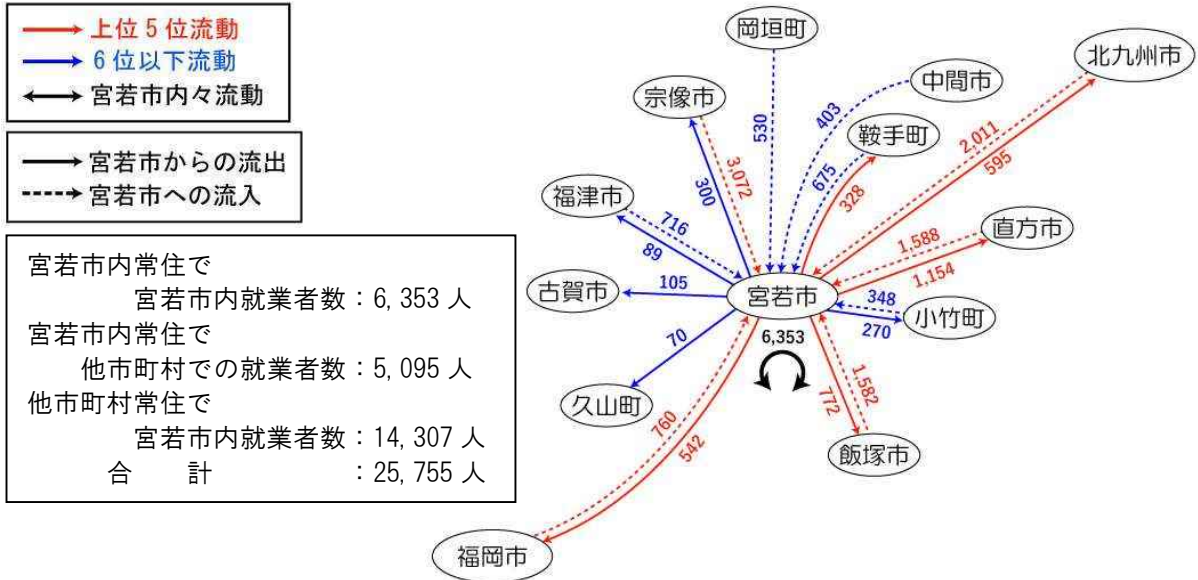 上位5位流動
6位以下流動
宮若市内々流動
宮若市からの流出
宮若市への流入
宮若市内常住で
宮若市内就業者数：6,353人
宮若市内常住で
他市町村での就業者数：5,095人
他市町村常住で
宮若市内就業者数：14,307人
合　計　：25,755人
岡垣町
北九州市
中間市
宗像市
鞍手町
福津市
直方市
古賀市
宮若市
小竹町
久山町
飯塚市
福岡市
530
403
2,011
595
3,072
300
675
328
716
89
1,588
1,154
105
348
270
6,353
70
1,582
772
760
542